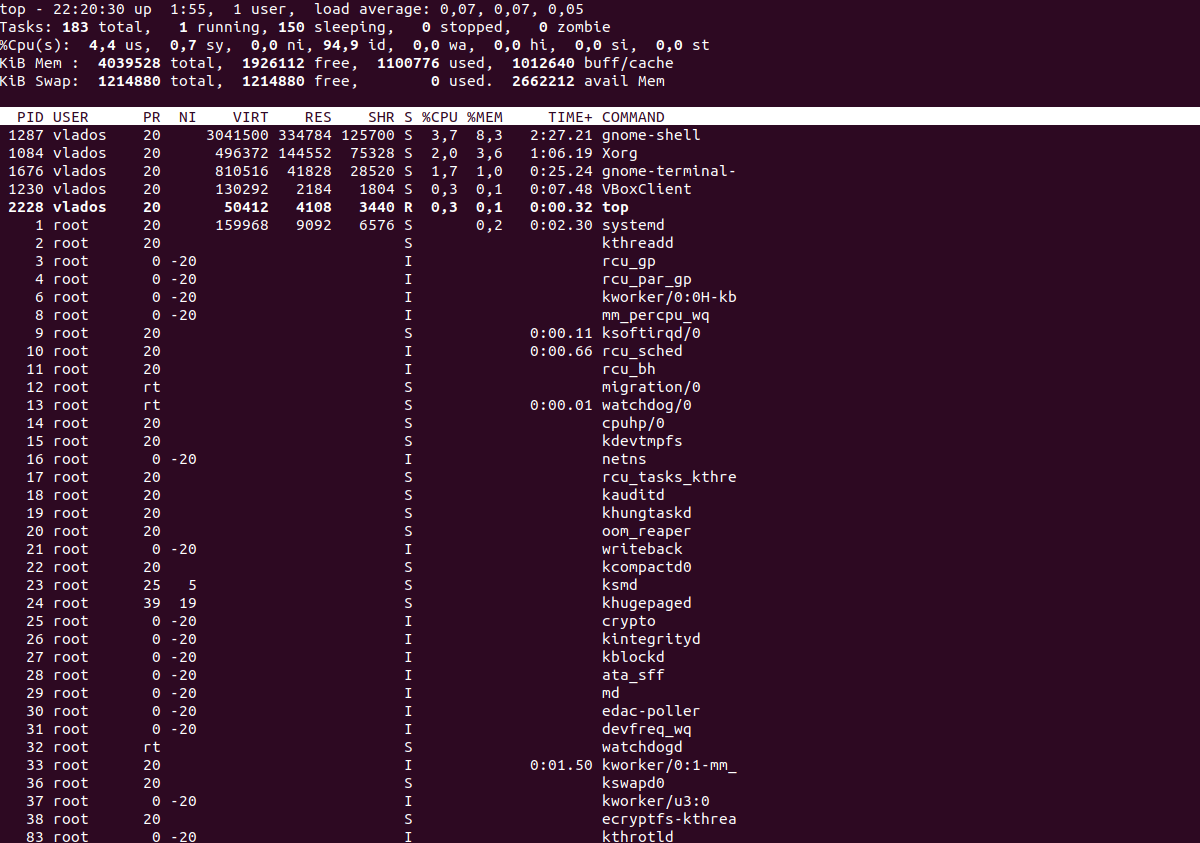 top - 22:20:30 up  1:55,  1 user,  load average: 0,07, 0,07, 0,05
Tasks: 183 total,   1 running, 150 sleeping,   0 stopped,   0 zombie
%Cpu(s):  4,4 us,  0,7 sy,  0,0 ni, 94,9 id,  0,0 wa,  0,0 hi,  0,0 si,  0,0 st
KiB Mem :  4039528 total,  1926112 free,  1100776 used,  1012640 buff/cache
KiB Swap:  1214880 total,  1214880 free,        0 used.  2662212 avail Mem
PID USER      PR  NI    VIRT    RES    SHR S %CPU %MEM     TIME+ COMMAND
1287 vlados    20     3041500 334784 125700 S  3,7  8,3   2:27.21 gnome-shell
1084 vlados    20      496372 144552  75328 S  2,0  3,6   1:06.19 Xorg
1676 vlados    20      810516  41828  28520 S  1,7  1,0   0:25.24 gnome-terminal-
1230 vlados    20      130292   2184   1804 S  0,3  0,1   0:07.48 VBoxClient
2228 vlados    20       50412   4108   3440 R  0,3  0,1   0:00.32 top
1 root      20      159968   9092   6576 S       0,2   0:02.30 systemd
2 root      20                           S                     kthreadd
3 root       0 -20                       I                     rcu_gp
4 root       0 -20                       I                     rcu_par_gp
6 root       0 -20                       I                     kworker/0:0H-kb
8 root       0 -20                       I                     mm_percpu_wq
9 root      20                           S             0:00.11 ksoftirqd/0
10 root      20                           I             0:00.66 rcu_sched
11 root      20                           I                     rcu_bh
12 root      rt                           S                     migration/0
13 root      rt                           S             0:00.01 watchdog/0
14 root      20                           S                     cpuhp/0
15 root      20                           S                     kdevtmpfs
16 root       0 -20                       I                     netns
17 root      20                           S                     rcu_tasks_kthre
18 root      20                           S                     kauditd
19 root      20                           S                     khungtaskd
20 root      20                           S                     oom_reaper
21 root       0 -20                       I                     writeback
22 root      20                           S                     kcompactd0
23 root      25   5                       S                     ksmd
24 root      39  19                       S                     khugepaged
25 root       0 -20                       I                     crypto
26 root       0 -20                       I                     kintegrityd
27 root       0 -20                       I                     kblockd
28 root       0 -20                       I                     ata_sff
29 root       0 -20                       I                     md
30 root       0 -20                       I                     edac-poller
31 root       0 -20                       I                     devfreq_wq
32 root      rt                           S                     watchdogd
33 root      20                           I             0:01.50 kworker/0:1-mm_
36 root      20                           S                     kswapd0
37 root       0 -20                       I                     kworker/u3:0
38 root      20                           S                     ecryptfs-kthrea
83 root       0 -20                       I                     kthrotld